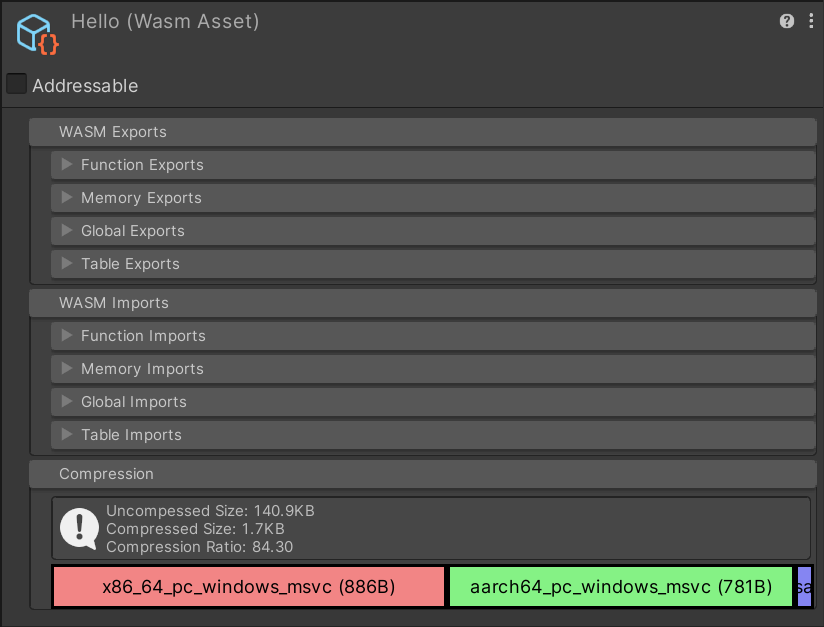 Hello (Wasm Asset)
Addressable
WASM Exports
Function Exports
Memory Exports
Global Exports
Table Exports
WASM Imports
Function Imports
Memory Imports
Global Imports
Table Imports
Compression
Uncompessed Size: 140.9KB
Compressed Size: 1.7KB
Compression Ratio: 84.30
x86_64_pc_windows_msvc (886B) aarch64_pc_windows_msvc (781B)